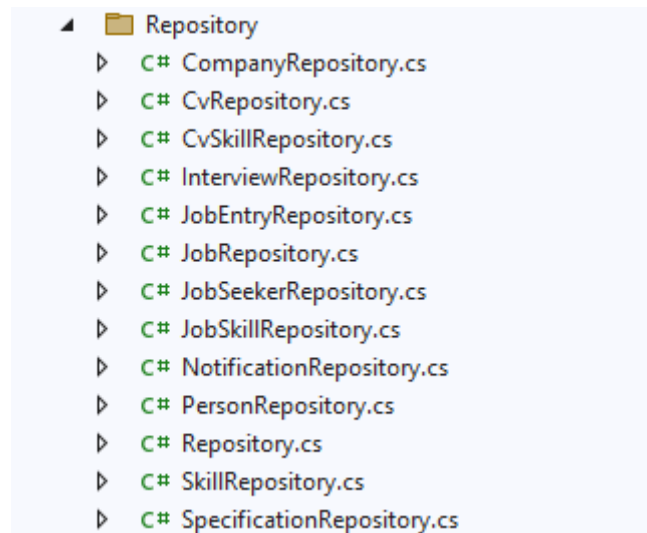 Repository
C# CompanyRepository.cs
C# CvRepository.cs
C# CvSkillRepository.cs
C# InterviewRepository.cs
C# JobEntryRepository.cs
C# JobRepository.cs
C# JobSeekerRepository.cs
C# JobSkillRepository.cs
C# NotificationRepository.cs
C# PersonRepository.cs
C# Repository.cs
C# SkillRepository.cs
C# SpecificationRepository.cs